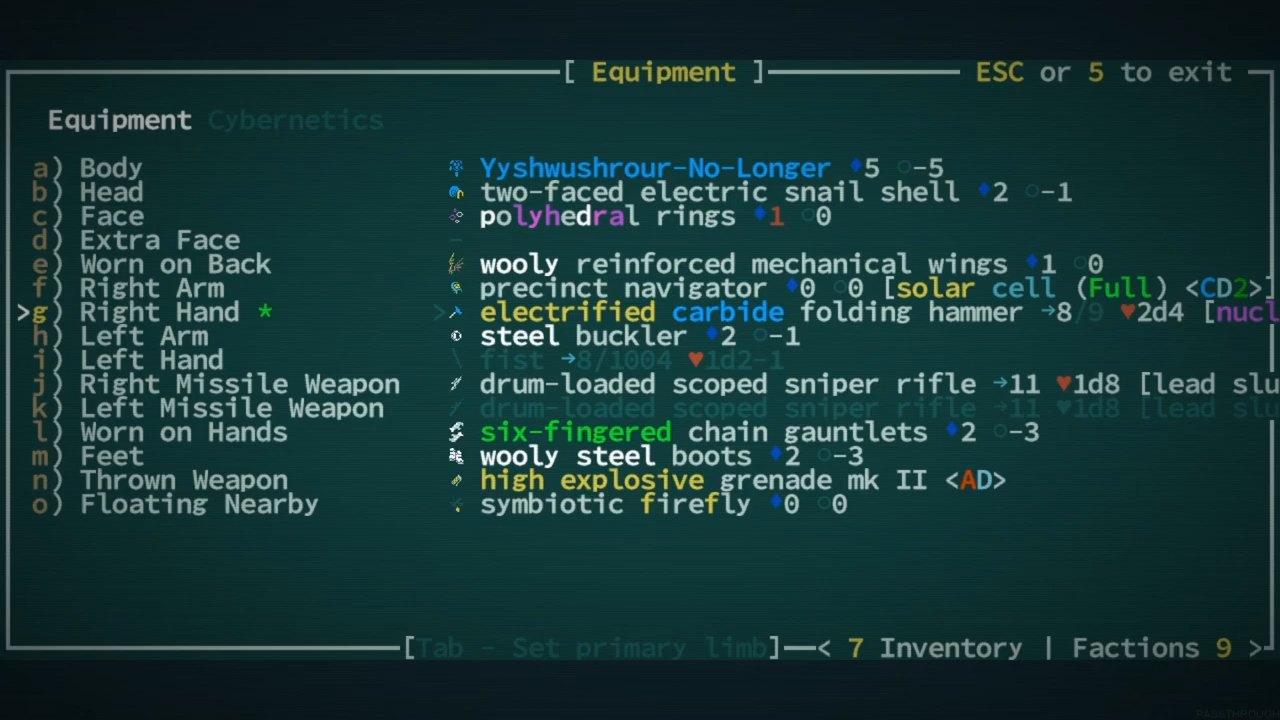 [ Equipment ] ESC or 5 to exit
Equipment Cybernetics
a) Body Yyshwushrour-No-Longer ♦5 ○-5
b) Head two-faced electric snail shell ♦2 ○-1
c) Face polyhedral rings ♦1 ○0
d) Extra Face -
e) Worn on Back wooly reinforced mechanical wings ♦1 ○0
f) Right Arm precinct navigator ♦0 ○0 [solar cell (Full) <CD2>]
>g) Right Hand * > electrified carbide folding hammer →8/9 ♥2d4 [nucl
h) Left Arm steel buckler ♦2 ○-1
i) Left Hand \ fist →8/1004 ♥1d2-1
j) Right Missile Weapon drum-loaded scoped sniper rifle →11 ♥1d8 [lead slu
k) Left Missile Weapon drum-loaded scoped sniper rifle →11 ♥1d8 [lead slu
l) Worn on Hands six-fingered chain gauntlets ♦2 ○-3
m) Feet wooly steel boots ♦2 ○-3
n) Thrown Weapon high explosive grenade mk II <AD>
o) Floating Nearby symbiotic firefly ♦0 ○0
[Tab - Set primary limb] < 7 Inventory | Factions 9 >